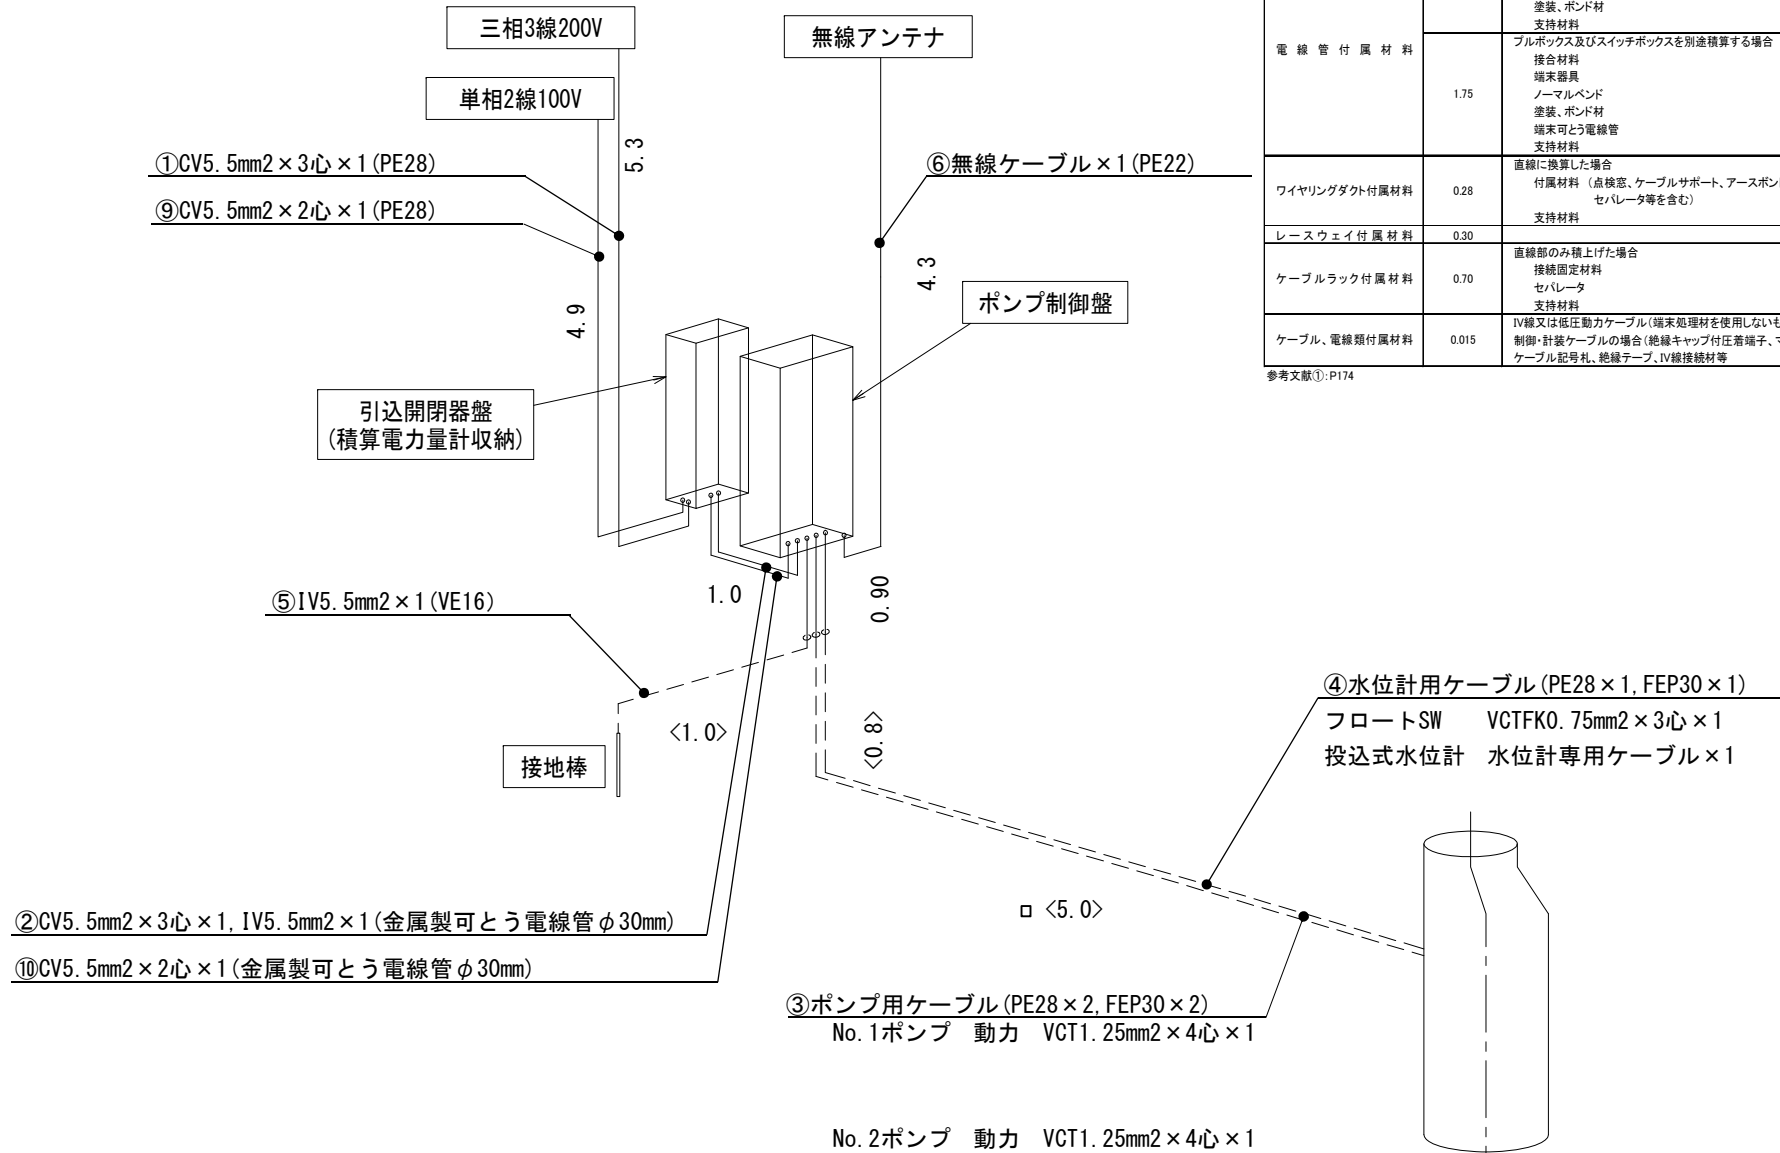 三相3線200V
単相2線100V
無線アンテナ
①CV5.5mm2×3心×1(PE28)
⑨CV5.5mm2×2心×1(PE28)
5.3
4.9
⑥無線ケーブル×1(PE22)
4.3
ポンプ制御盤
引込開閉器盤
(積算電力量計収納)
1.0
0.90
⑤IV5.5mm2×1(VE16)
<1.0>
<0.8>
接地棒
④水位計用ケーブル(PE28×1,FEP30×1)
フロートSW VCTFK0.75mm2×3心×1
投込式水位計 水位計専用ケーブル×1
②CV5.5mm2×3心×1,IV5.5mm2×1(金属製可とう電線管φ30mm)
⑩CV5.5mm2×2心×1(金属製可とう電線管φ30mm)
ロ <5.0>
③ポンプ用ケーブル(PE28×2,FEP30×2)
No.1ポンプ 動力 VCT1.25mm2×4心×1
No.2ポンプ 動力 VCT1.25mm2×4心×1
塗装、ボンド材
支持材料
電線管付属材料
1.75
プルボックス及びスイッチボックスを別途積算する場合
接合材料
端末器具
ノーマルベンド
塗装、ボンド材
端末可とう電線管
支持材料
ワイヤリングダクト付属材料
0.28
直線に換算した場合
付属材料 (点検窓、ケーブルサポート、アースボン
セパレータ等を含む)
支持材料
レースウェイ付属材料
0.30
ケーブルラック付属材料
0.70
直線部のみ積上げた場合
接続固定材料
セパレータ
支持材料
ケーブル、電線類付属材料
0.015
IV線又は低圧動力ケーブル(端末処理材を使用しないも
制御・計装ケーブルの場合(絶縁キャップ付圧着端子、マ
ケーブル記号札、絶縁テープ、IV線接続材等
参考文献①:P174